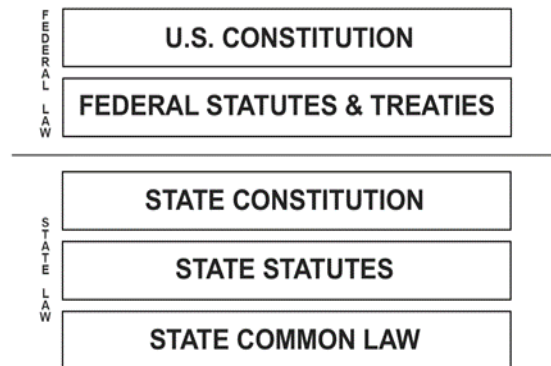 FEDERAL LAW
U.S. CONSTITUTION
FEDERAL STATUTES & TREATIES
STATE LAW
STATE CONSTITUTION
STATE STATUTES
STATE COMMON LAW